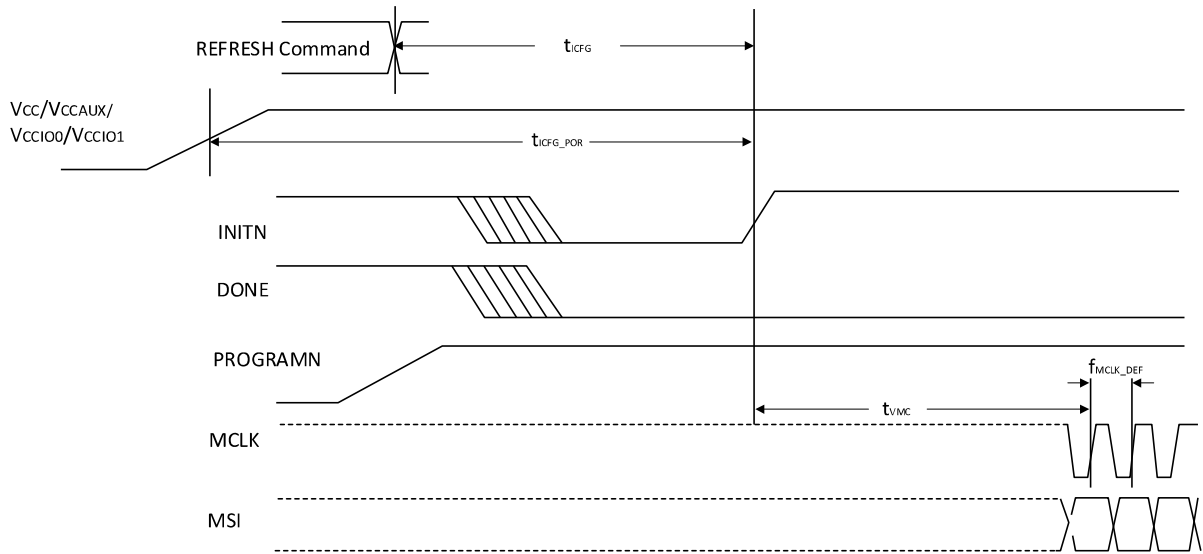 REFRESH Command
tICFG
VCC/VCCAUX/
VCCIO0/VCCIO1
tICFG_POR
INITN
DONE
PROGRAMN
fMCLK_DEF
tVMC
MCLK
MSI